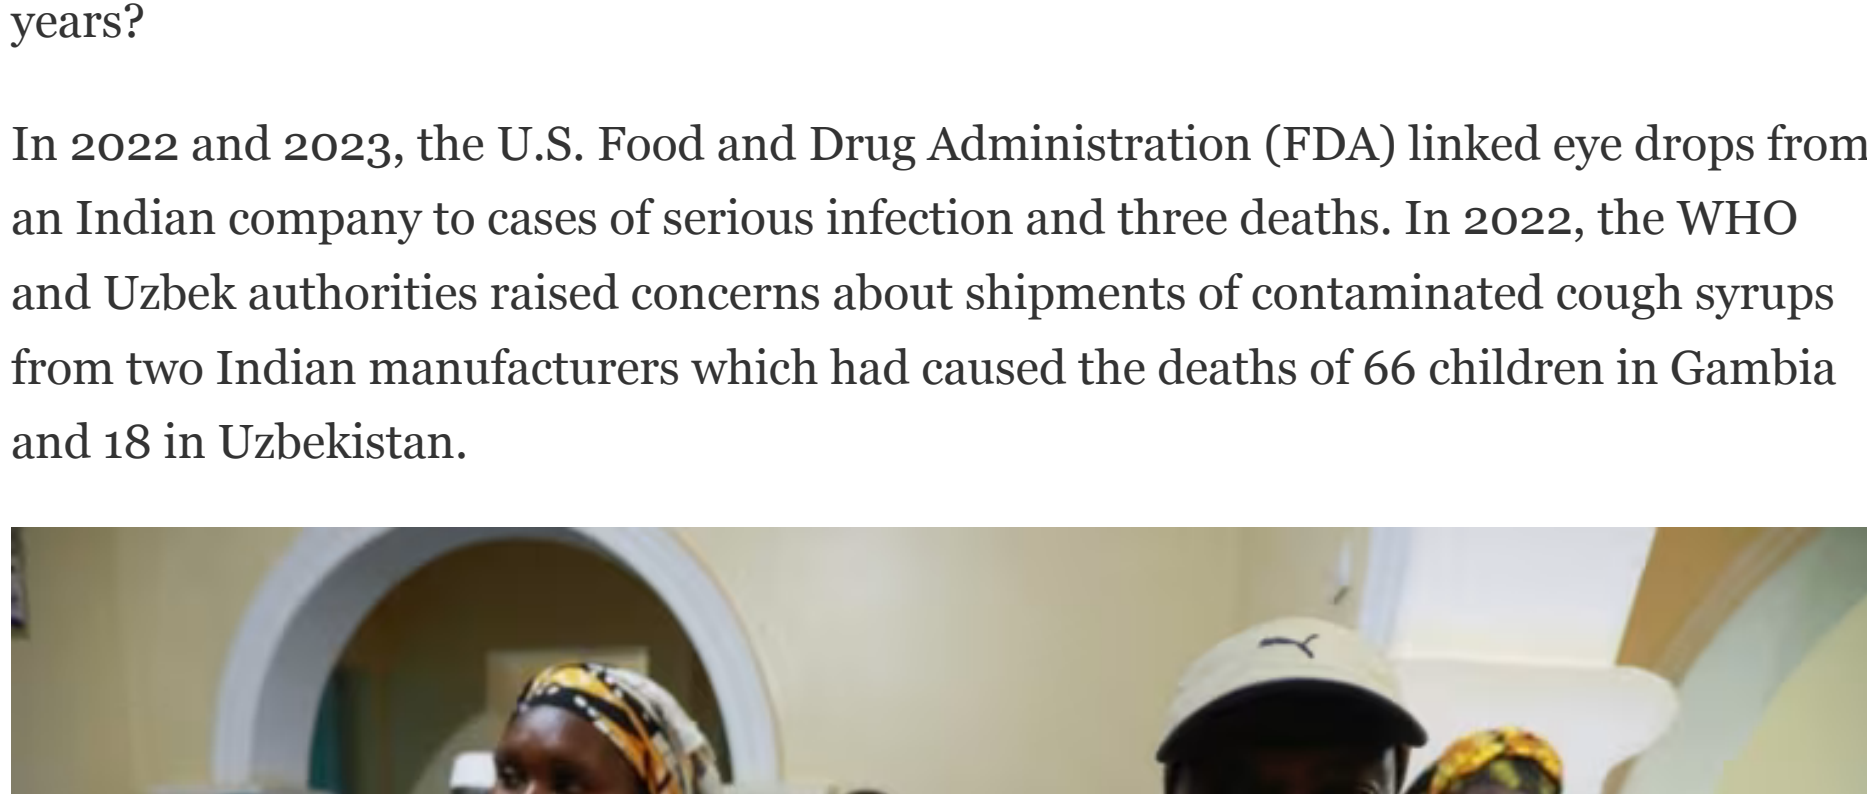 years?
In 2022 and 2023, the U.S. Food and Drug Administration (FDA) linked eye drops from
an Indian company to cases of serious infection and three deaths. In 2022, the WHO
and Uzbek authorities raised concerns about shipments of contaminated cough syrups
from two Indian manufacturers which had caused the deaths of 66 children in Gambia
and 18 in Uzbekistan.